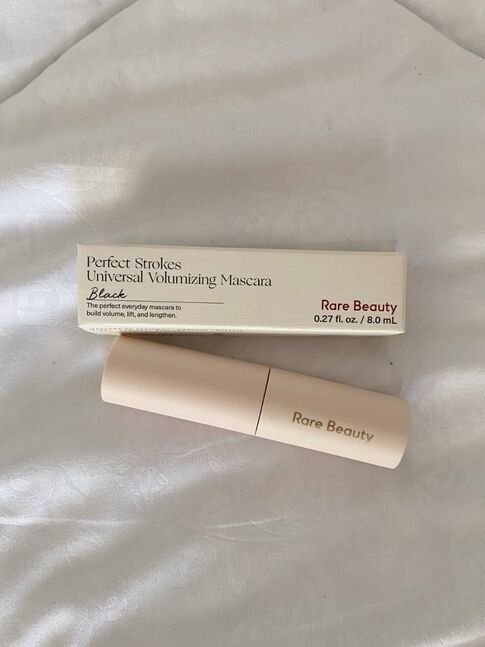 Perfect Strokes
Universal Volumizing Mascara
Black
The perfect everyday mascara to
build volume, lift, and lengthen.
Rare Beauty
0.27 fl. oz. / 8.0 mL
Rare Beauty